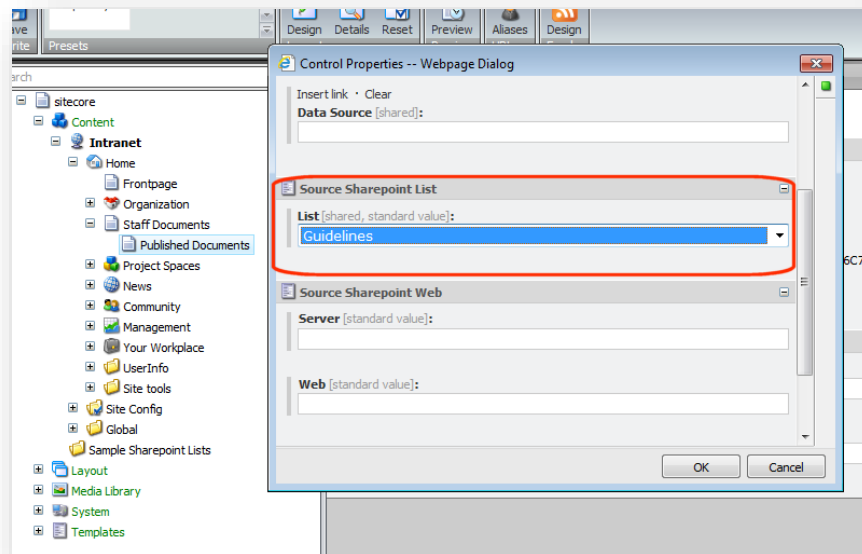 Design Details Reset Preview Aliases Design
Presets
Control Properties -- Webpage Dialog
Insert link · Clear
Data Source [shared]:
Source Sharepoint List
List [shared, standard value]:
Guidelines
Source Sharepoint Web
Server [standard value]:
Web [standard value]:
OK Cancel
sitecore
Content
Intranet
Home
Frontpage
Organization
Staff Documents
Published Documents
Project Spaces
News
Community
Management
Your Workplace
UserInfo
Site tools
Site Config
Global
Sample Sharepoint Lists
Layout
Media Library
System
Templates
6C7